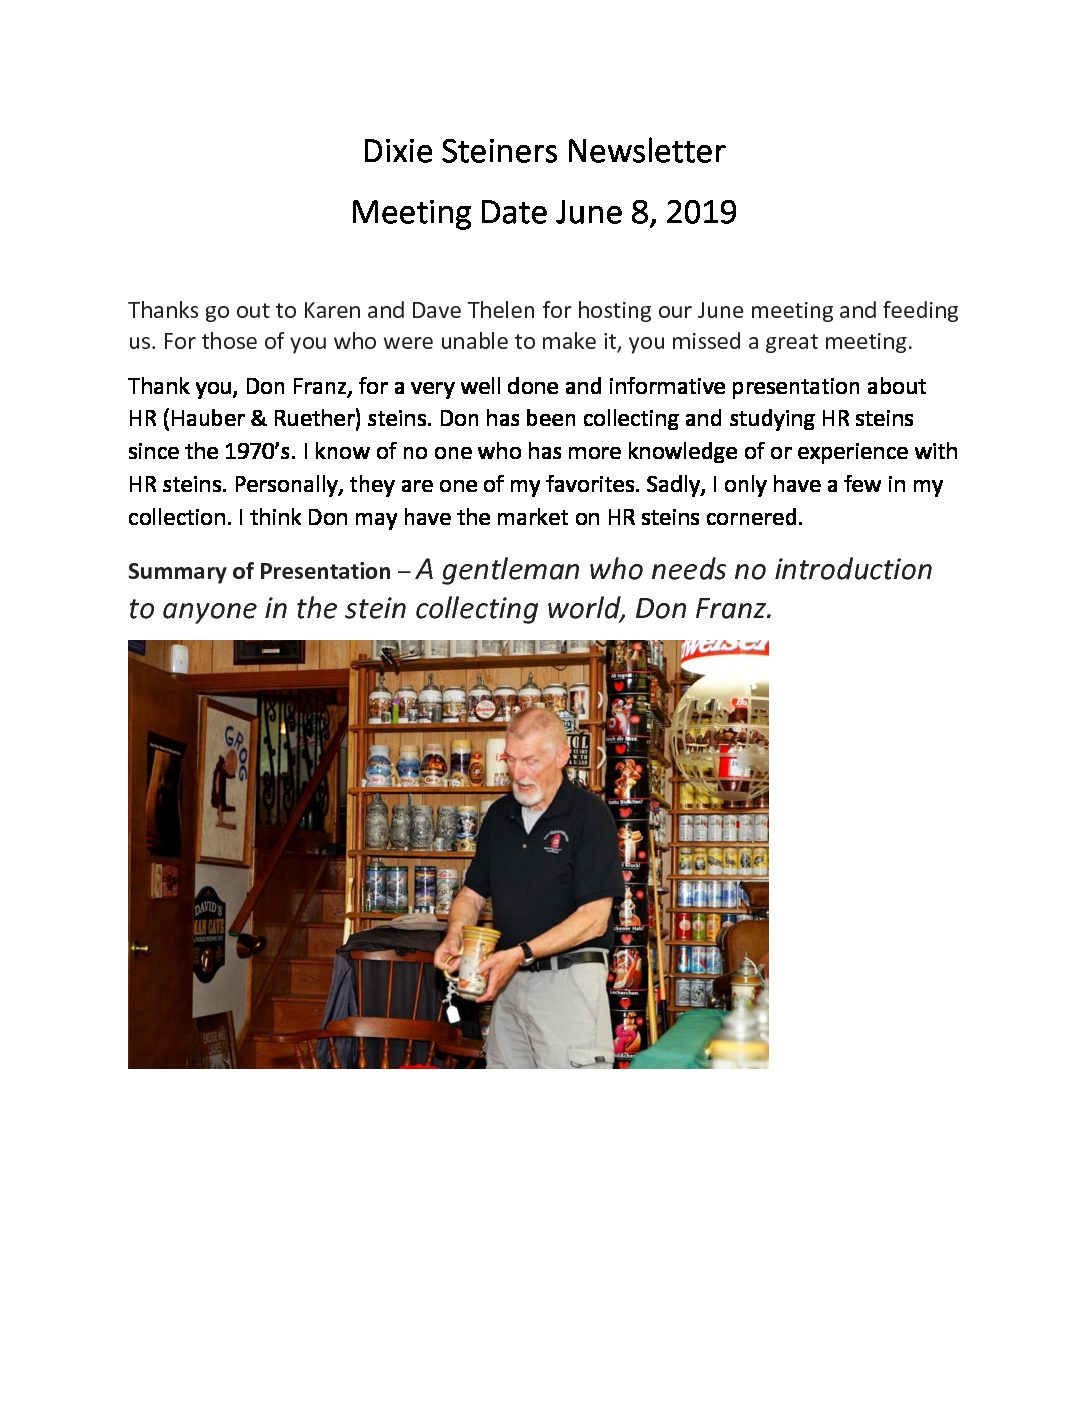 Dixie Steiners Newsletter
Meeting Date June 8, 2019
Thanks go out to Karen and Dave Thelen for hosting our June meeting and feeding
us. For those of you who were unable to make it, you missed a great meeting.
Thank you, Don Franz, for a very well done and informative presentation about
HR (Hauber & Ruether) steins. Don has been collecting and studying HR steins
since the 1970’s. I know of no one who has more knowledge of or experience with
HR steins. Personally, they are one of my favorites. Sadly, I only have a few in my
collection. I think Don may have the market on HR steins cornered.
Summary of Presentation – A gentleman who needs no introduction
to anyone in the stein collecting world, Don Franz.
GROG
DAVID'S
MAN CAVE